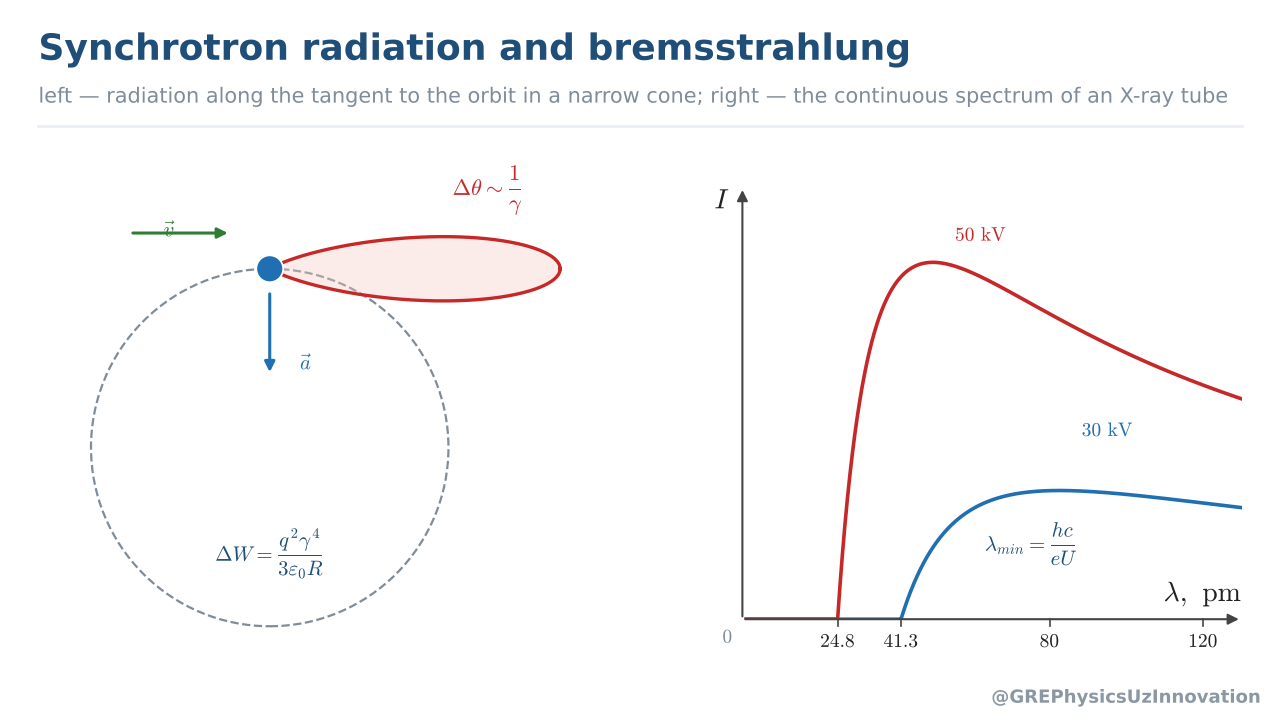 Synchrotron radiation and bremsstrahlung
left — radiation along the tangent to the orbit in a narrow cone; right — the continuous spectrum of an X-ray tube
Δθ ~ 1/γ
v⃗
a⃗
ΔW = q²γ⁴/3ε₀R
I
50 kV
30 kV
λ_min = hc/eU
λ, pm
0
24.8 41.3 80 120
@GREPhysicsUzInnovation